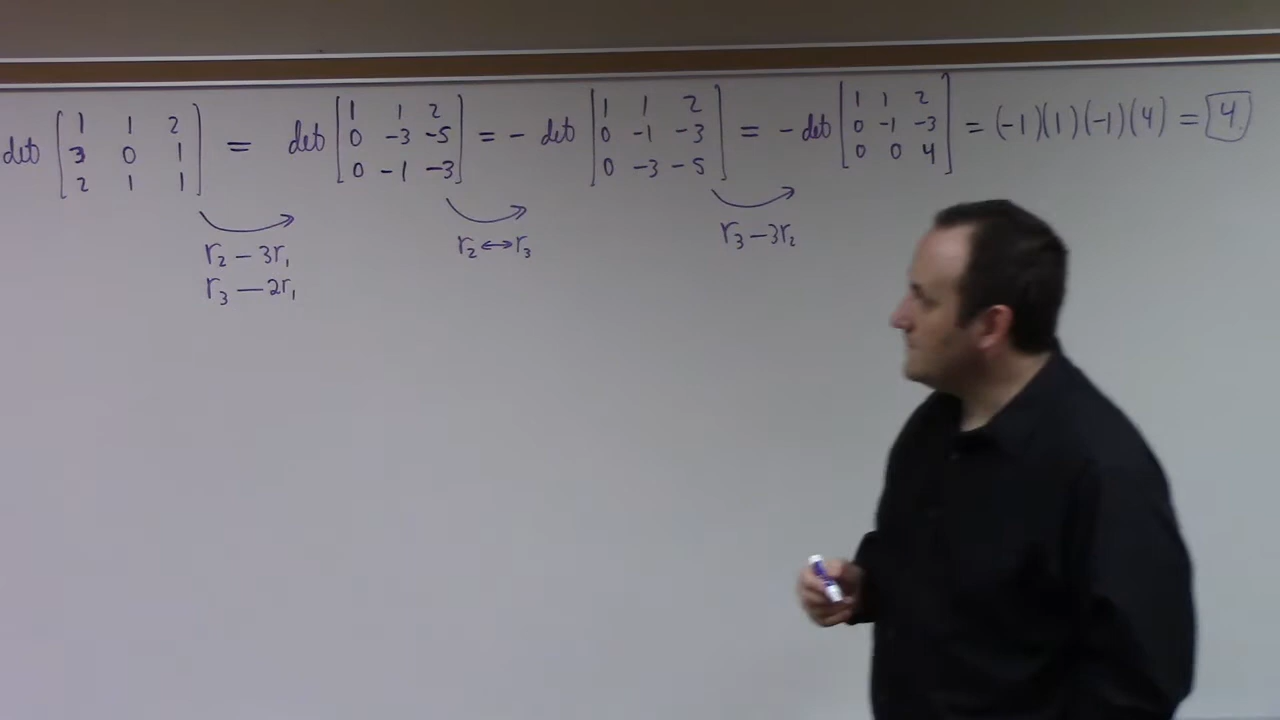 det [1 1 2; 3 0 1; 2 1 1] = det [1 1 2; 0 -3 -5; 0 -1 -3] = - det [1 1 2; 0 -1 -3; 0 -3 -5] = - det [1 1 2; 0 -1 -3; 0 0 4] = (-1)(1)(-1)(4) = 4
r₂ - 3r₁
r₃ - 2r₁
r₂ ↔ r₃
r₃ - 3r₂